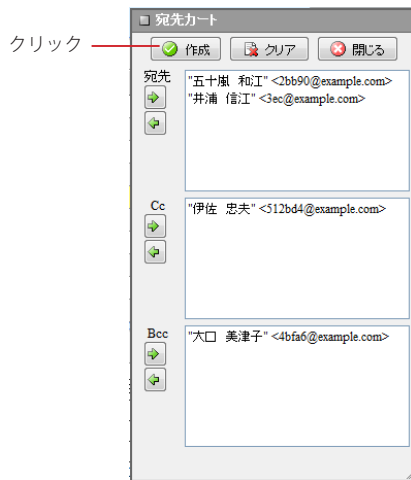 宛先カート
クリック
作成 クリア 閉じる
宛先
"五十嵐 和江" <2bb90@example.com>
"井浦 信江" <3ec@example.com>
Cc
"伊佐 忠夫" <512bd4@example.com>
Bcc
"大口 美津子" <4bfa6@example.com>